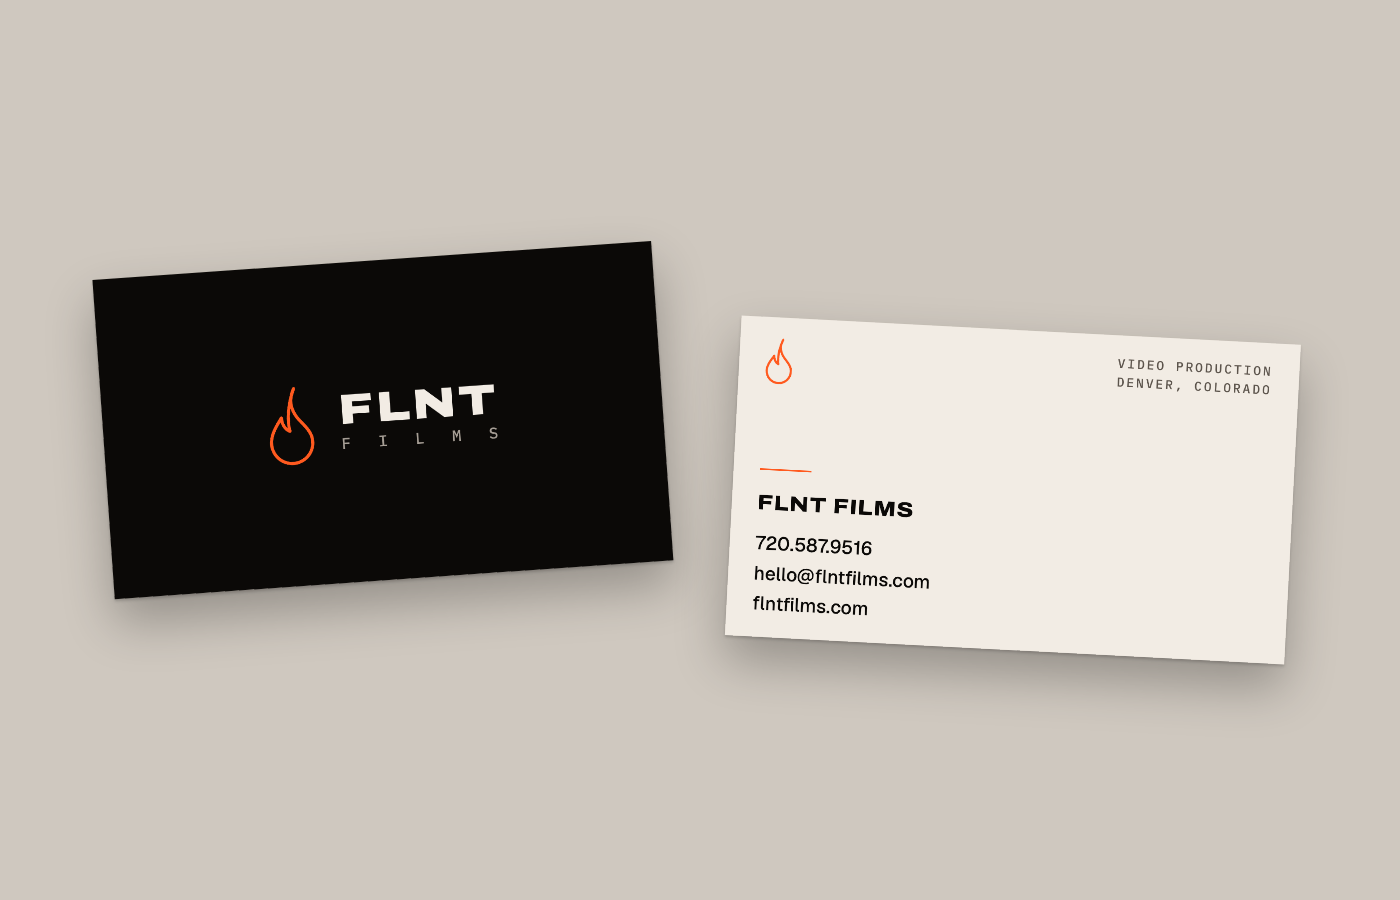 FLNT
FILMS
VIDEO PRODUCTION
DENVER, COLORADO
FLNT FILMS
720.587.9516
hello@flntfilms.com
flntfilms.com